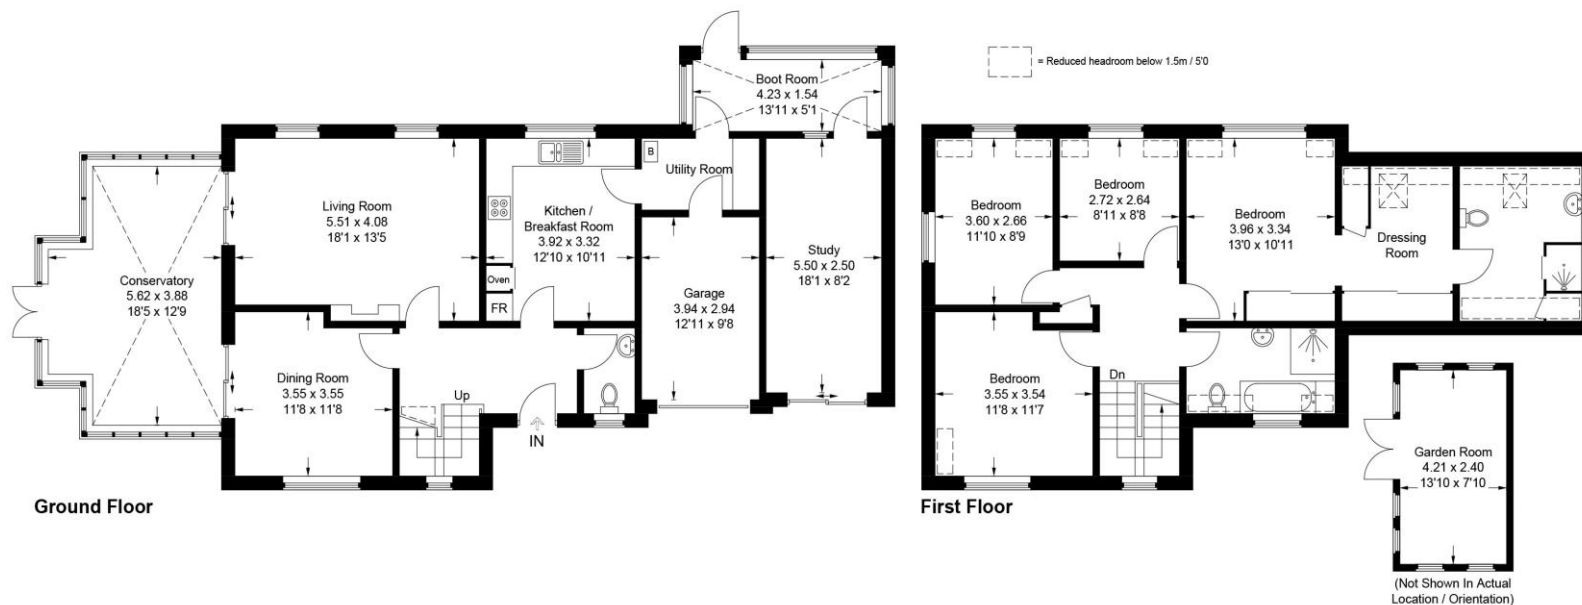 Boot Room
4.23 x 1.54
13'11 x 5'1
= Reduced headroom below 1.5m / 5'0
B
Utility Room
Living Room
5.51 x 4.08
18'1 x 13'5
Kitchen /
Breakfast Room
3.92 x 3.32
12'10 x 10'11
Oven
FR
Conservatory
5.62 x 3.88
18'5 x 12'9
Garage
3.94 x 2.94
12'11 x 9'8
Study
5.50 x 2.50
18'1 x 8'2
Dining Room
3.55 x 3.55
11'8 x 11'8
Up
IN
Ground Floor
Bedroom
3.60 x 2.66
11'10 x 8'9
Bedroom
2.72 x 2.64
8'11 x 8'8
Bedroom
3.96 x 3.34
13'0 x 10'11
Dressing
Room
Bedroom
3.55 x 3.54
11'8 x 11'7
Dn
First Floor
Garden Room
4.21 x 2.40
13'10 x 7'10
(Not Shown In Actual
Location / Orientation)